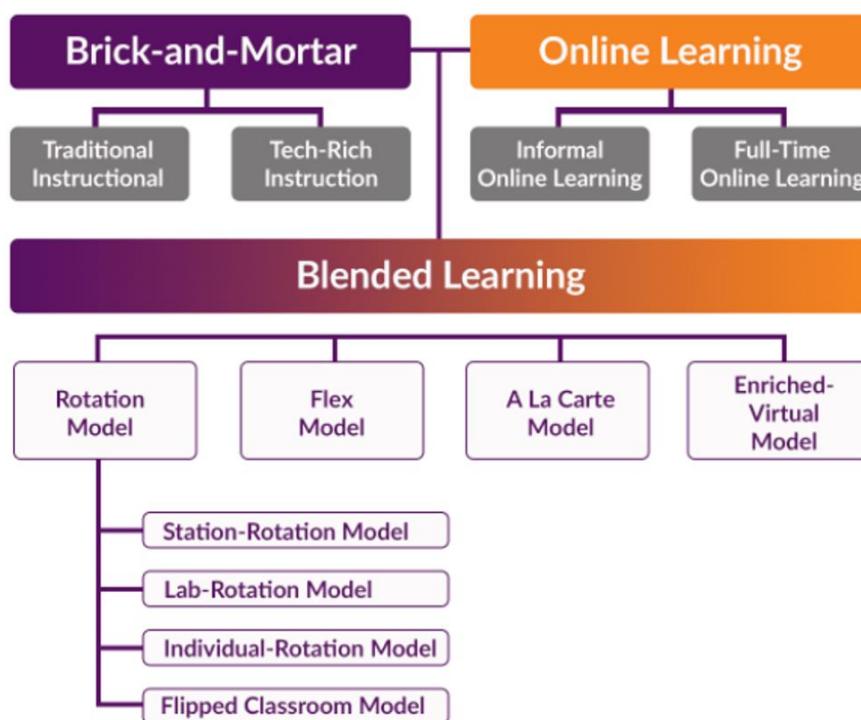 Brick-and-Mortar
Online Learning
Traditional
Instructional
Tech-Rich
Instruction
Informal
Online Learning
Full-Time
Online Learning
Blended Learning
Rotation
Model
Flex
Model
A La Carte
Model
Enriched-
Virtual
Model
Station-Rotation Model
Lab-Rotation Model
Individual-Rotation Model
Flipped Classroom Model